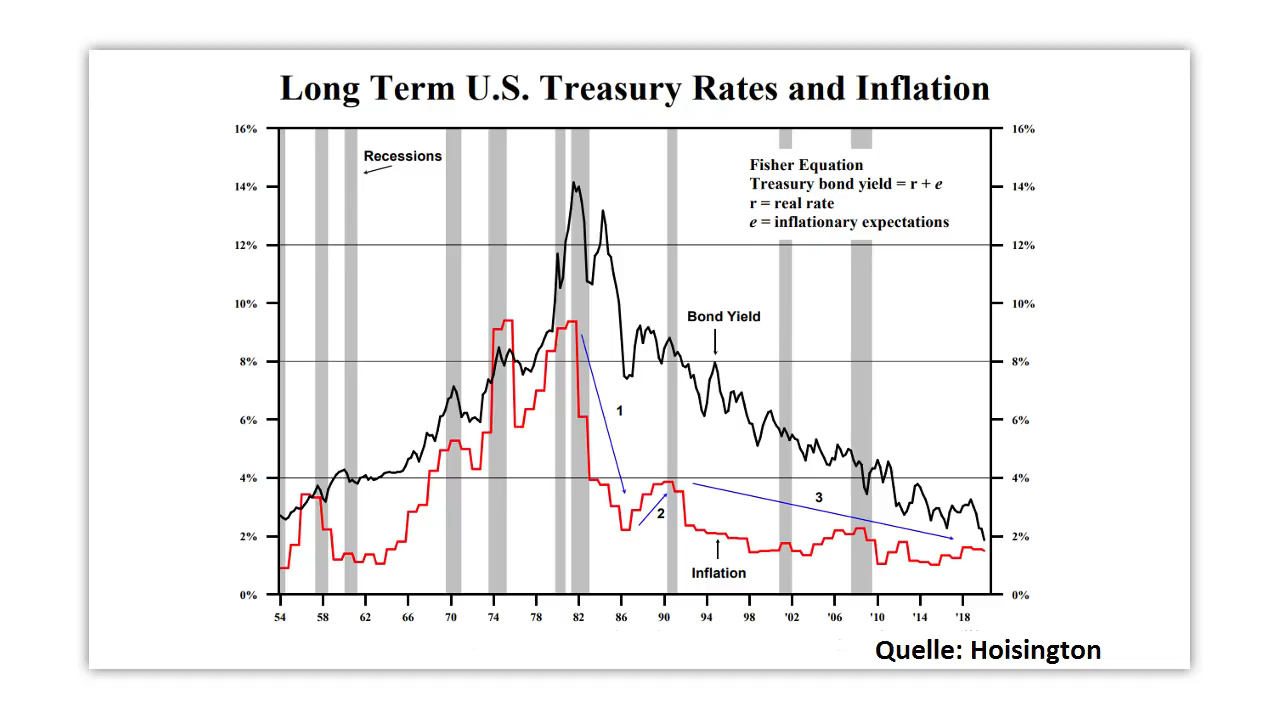 Long Term U.S. Treasury Rates and Inflation
16%
16%
Recessions
Fisher Equation
14%
Treasury bond yield = r + e
14%
r = real rate
e = inflationary expectations
12%
12%
10%
10%
Bond Yield
8%
8%
1
6%
6%
4%
4%
3
2
2%
2%
Inflation
0%
0%
54 58 62 66 70 74 78 82 86 90 94 98 '02 '06 '10 '14 '18
Quelle: Hoisington